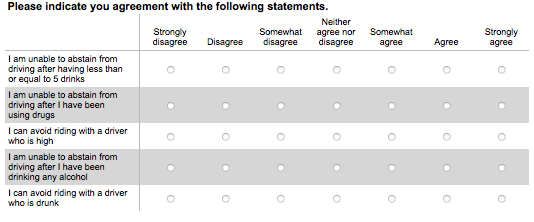 Please indicate you agreement with the following statements.
Strongly disagree
Disagree
Somewhat disagree
Neither agree nor disagree
Somewhat agree
Agree
Strongly agree
I am unable to abstain from
driving after having less than
or equal to 5 drinks
I am unable to abstain from
driving after I have been
using drugs
I can avoid riding with a driver
who is high
I am unable to abstain from
driving after I have been
drinking any alcohol
I can avoid riding with a driver
who is drunk